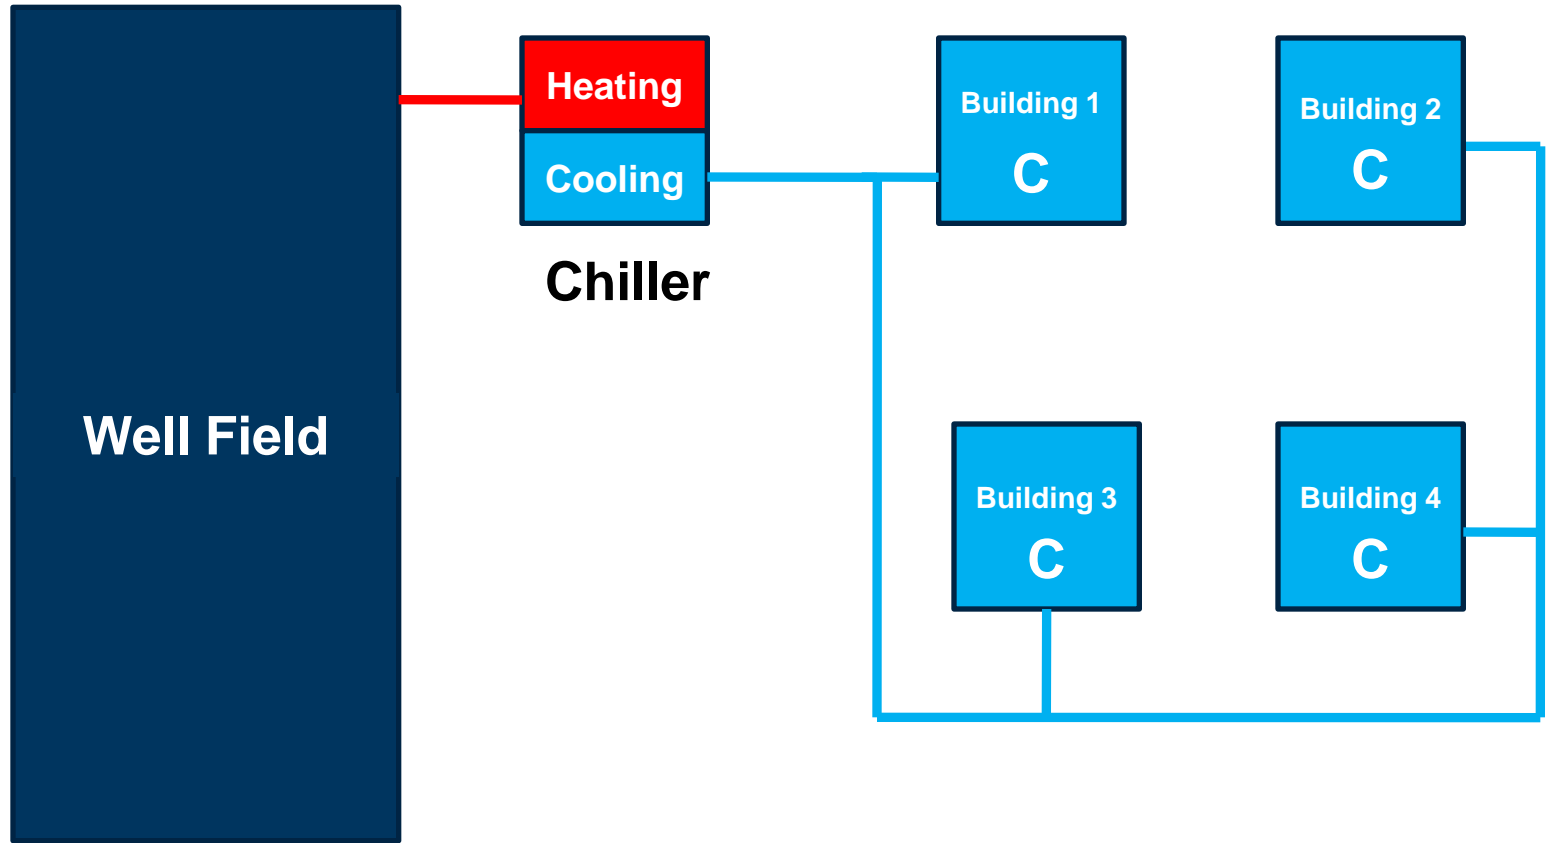 Heating
Cooling
Chiller
Well Field
Building 1
C
Building 2
C
Building 3
C
Building 4
C